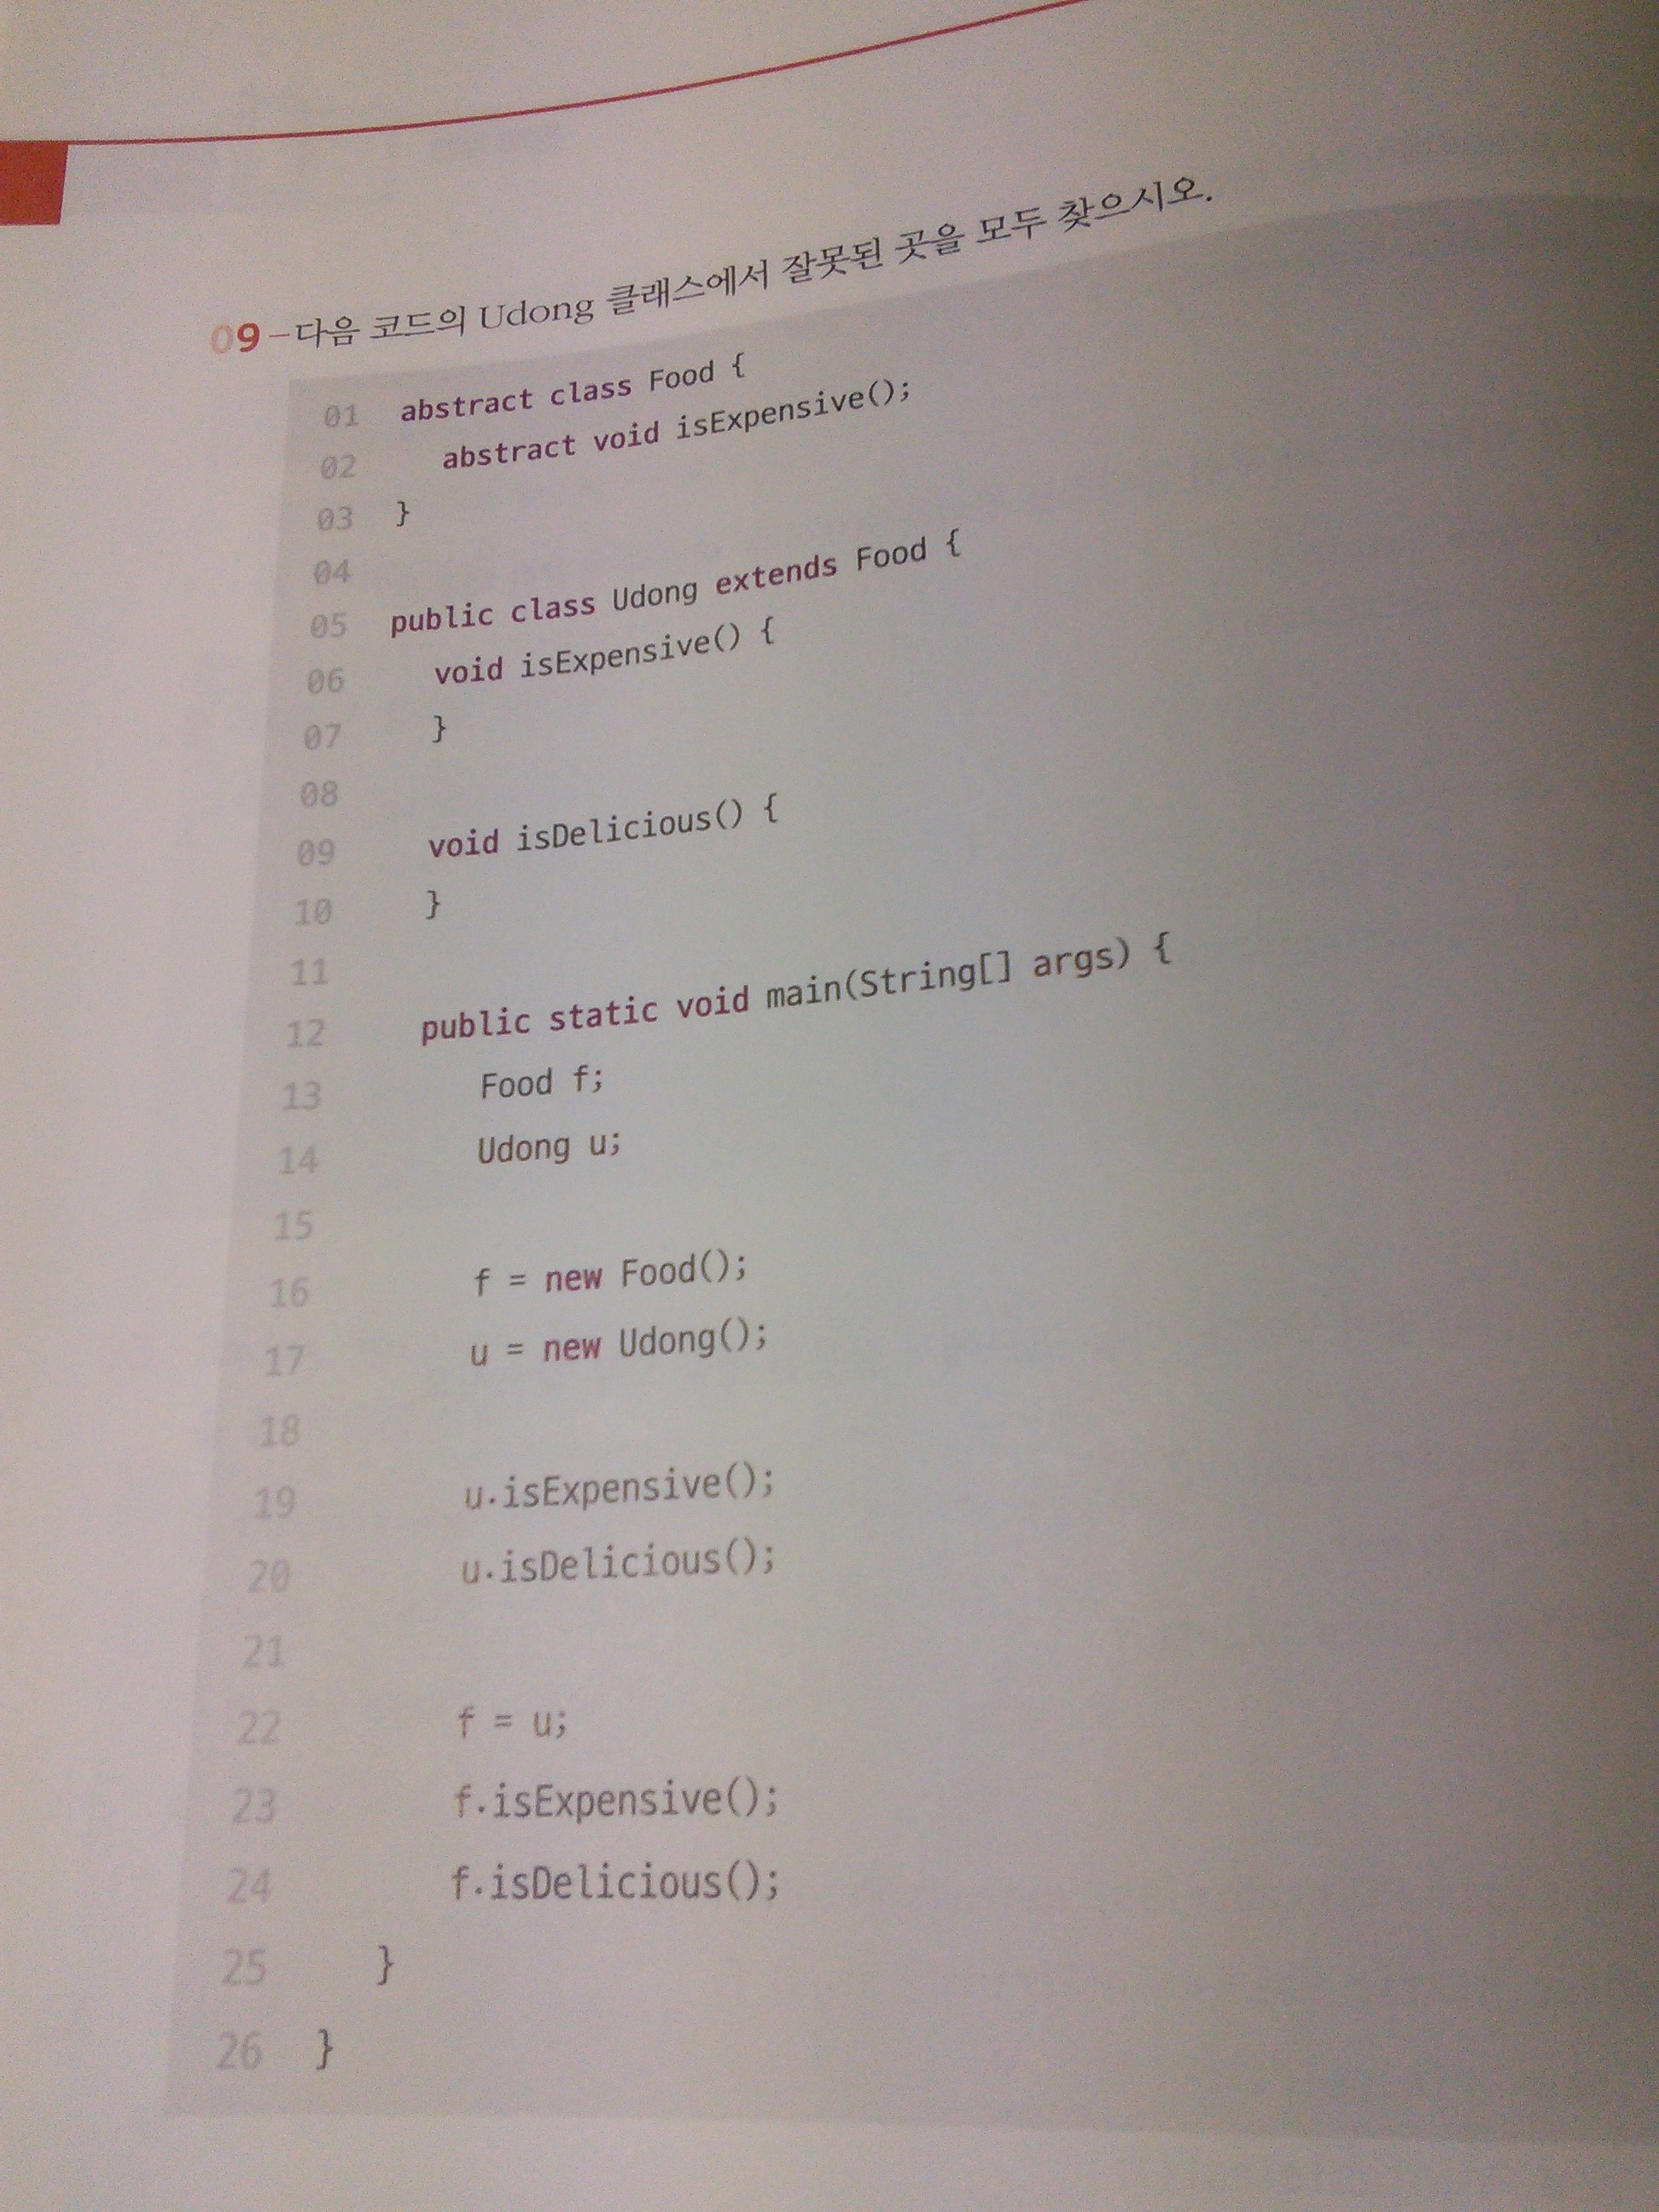 09 – 다음 코드의 Udong 클래스에서 잘못된 곳을 모두 찾으시오.
01 abstract class Food {
02 abstract void isExpensive();
03 }
04
05 public class Udong extends Food {
06 void isExpensive() {
07 }
08
09 void isDelicious() {
10 }
11
12 public static void main(String[] args) {
13 Food f;
14 Udong u;
15
16 f = new Food();
17 u = new Udong();
18
19 u.isExpensive();
20 u.isDelicious();
21
22 f = u;
23 f.isExpensive();
24 f.isDelicious();
25 }
26 }